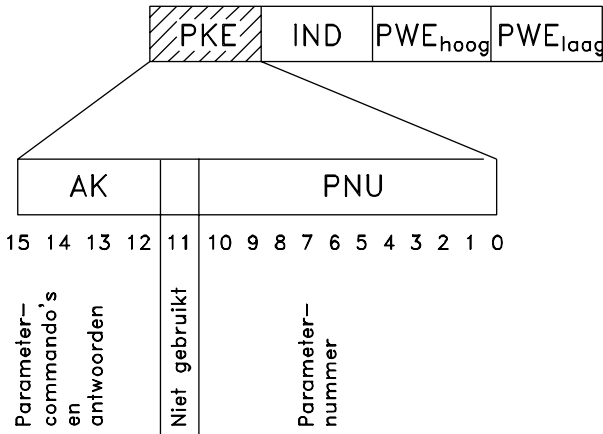 PKE IND PWEhoog PWElaag
AK PNU
15 14 13 12 11 10 9 8 7 6 5 4 3 2 1 0
Parameter–
commando's
en
antwoorden
Niet gebruikt
Parameter–
nummer